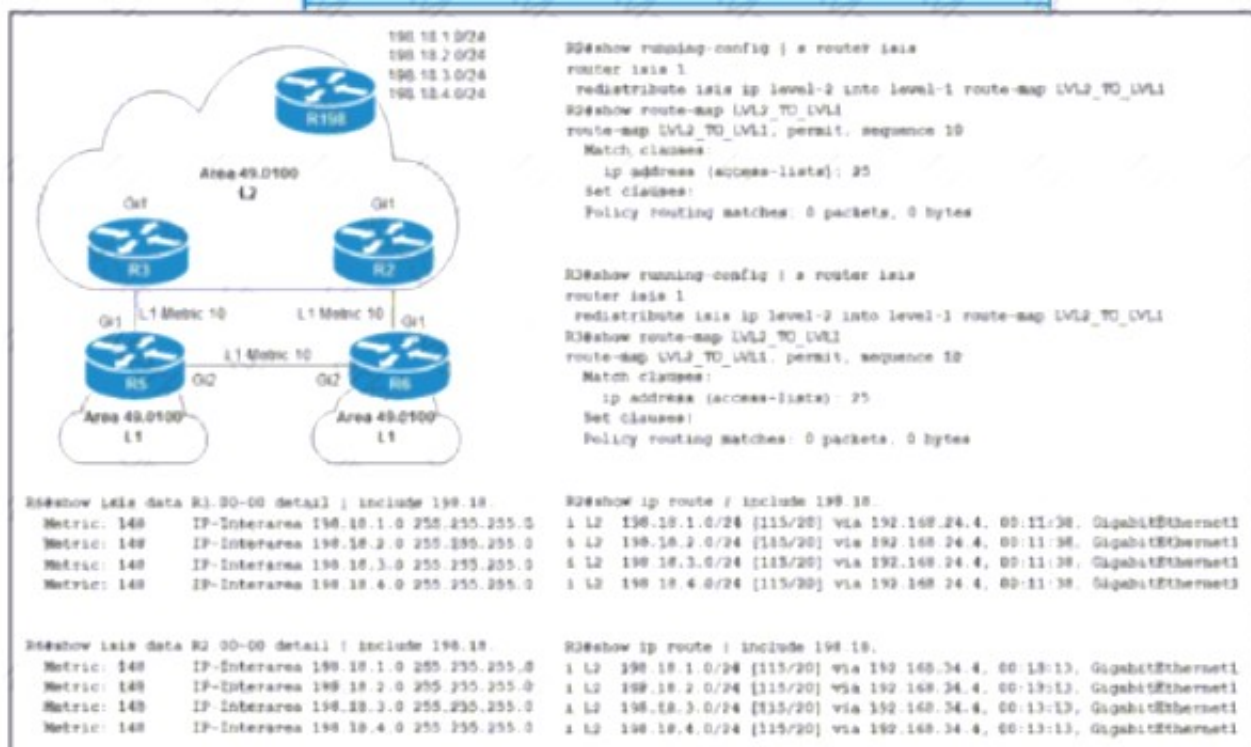 198.18.1.0/24
198.18.2.0/24
198.18.3.0/24
198.18.4.0/24
R198
Area 49.0100
L2
Gi1
Gi1
R3
R2
L1 Metric 10
L1 Metric 10
Gi1
Gi1
L1 Metric 10
R5
Gi2
Gi2
R6
Area 49.0100
L1
Area 49.0100
L1
R2#show running-config | s router isis
router isis 1
redistribute isis ip level-2 into level-1 route-map LVL2_TO_LVL1
R2#show route-map LVL2_TO_LVL1
route-map LVL2_TO_LVL1, permit, sequence 10
Match clauses:
ip address (access-lists): 25
Set clauses:
Policy routing matches: 0 packets, 0 bytes
R3#show running-config | s router isis
router isis 1
redistribute isis ip level-2 into level-1 route-map LVL2_TO_LVL1
R3#show route-map LVL2_TO_LVL1
route-map LVL2_TO_LVL1, permit, sequence 10
Match clauses:
ip address (access-lists): 25
Set clauses:
Policy routing matches: 0 packets, 0 bytes
show isis data R3.00-00 detail | include 198.18.
Metric: 148 IP-Interarea 198.18.1.0 255.255.255.0
Metric: 148 IP-Interarea 198.18.2.0 255.255.255.0
Metric: 148 IP-Interarea 198.18.3.0 255.255.255.0
Metric: 148 IP-Interarea 198.18.4.0 255.255.255.0
R2#show ip route | include 198.18.
i L2 198.18.1.0/24 [115/20] via 192.168.24.4, 00:11:38, GigabitEthernet1
i L2 198.18.2.0/24 [115/20] via 192.168.24.4, 00:11:38, GigabitEthernet1
i L2 198.18.3.0/24 [115/20] via 192.168.24.4, 00:11:38, GigabitEthernet1
i L2 198.18.4.0/24 [115/20] via 192.168.24.4, 00:11:38, GigabitEthernet1
show isis data R2.00-00 detail | include 198.18.
Metric: 148 IP-Interarea 198.18.1.0 255.255.255.0
Metric: 148 IP-Interarea 198.18.2.0 255.255.255.0
Metric: 148 IP-Interarea 198.18.3.0 255.255.255.0
Metric: 148 IP-Interarea 198.18.4.0 255.255.255.0
R3#show ip route | include 198.18.
i L2 198.18.1.0/24 [115/20] via 192.168.34.4, GigabitEthernet1
i L2 198.18.2.0/24 [115/20] via 192.168.34.4, 00:13:13, GigabitEthernet1
i L2 198.18.3.0/24 [115/20] via 192.168.34.4, 00:13:13, GigabitEthernet1
i L2 198.18.4.0/24 [115/20] via 192.168.34.4, 00:13:13, GigabitEthernet1